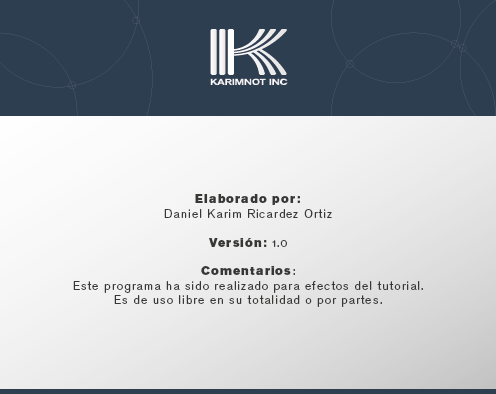 KARIMNOT INC
Elaborado por:
Daniel Karim Ricardez Ortiz
Versión: 1.0
Comentarios:
Este programa ha sido realizado para efectos del tutorial.
Es de uso libre en su totalidad o por partes.